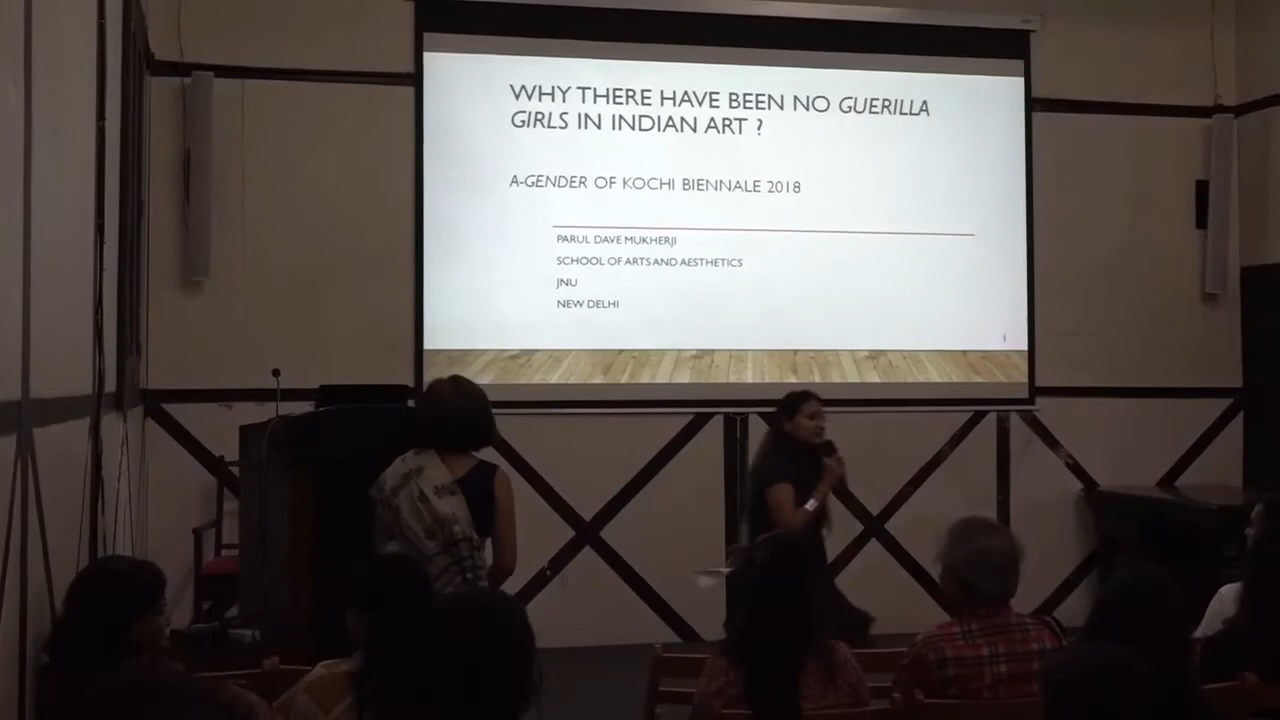 WHY THERE HAVE BEEN NO GUERILLA
GIRLS IN INDIAN ART ?
A-GENDER OF KOCHI BIENNALE 2018
PARUL DAVE MUKHERJI
SCHOOL OF ARTS AND AESTHETICS
JNU
NEW DELHI
1